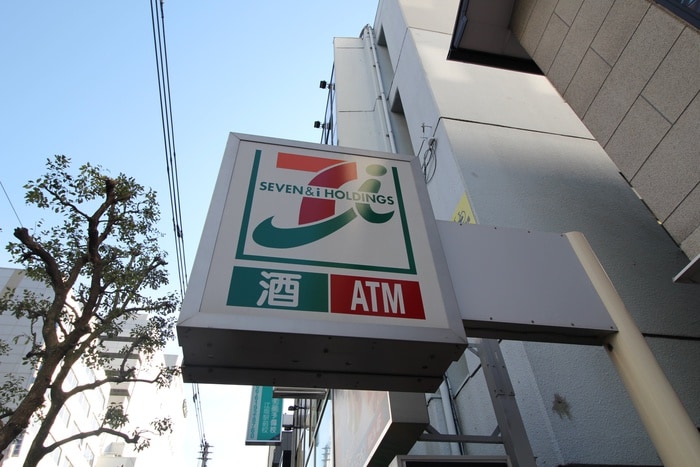 SEVEN & i HOLDINGS
酒 ATM